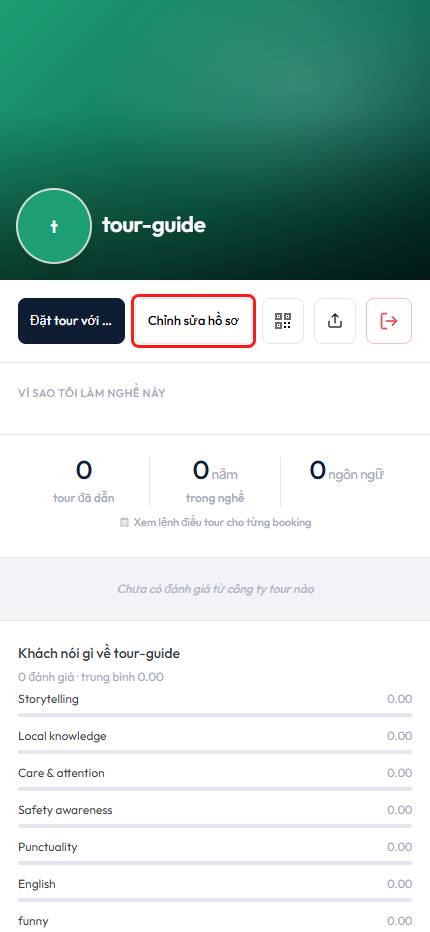 t
tour-guide
Đặt tour với ...
Chỉnh sửa hồ sơ
VÌ SAO TÔI LÀM NGHỀ NÀY
0
0 năm
0 ngôn ngữ
tour đã dẫn
trong nghề
Xem lệnh điều tour cho từng booking
Chưa có đánh giá từ công ty tour nào
Khách nói gì về tour-guide
0 đánh giá · trung bình 0.00
Storytelling 0.00
Local knowledge 0.00
Care & attention 0.00
Safety awareness 0.00
Punctuality 0.00
English 0.00
funny 0.00